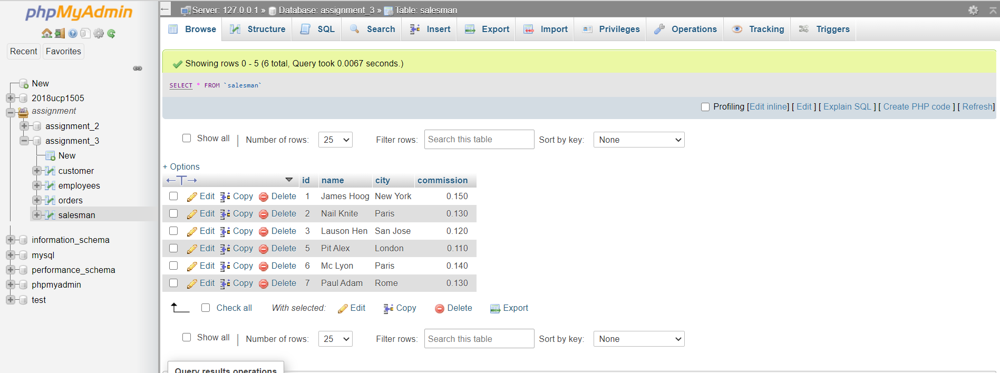 phpMyAdmin
Recent Favorites
New
2018ucp1505
assignment
assignment_2
assignment_3
New
customer
employees
orders
salesman
information_schema
mysql
performance_schema
phpmyadmin
test
Server: 127.0.0.1 » Database: assignment_3 » Table: salesman
Browse Structure SQL Search Insert Export Import Privileges Operations Tracking Triggers
Showing rows 0 - 5 (6 total, Query took 0.0067 seconds.)
SELECT * FROM `salesman`
Profiling [Edit inline] [ Edit ] [ Explain SQL ] [ Create PHP code ] [ Refresh]
Show all | Number of rows: 25 Filter rows: Search this table Sort by key: None
+ Options
←T→ id name city commission
Edit Copy Delete 1 James Hoog New York 0.150
Edit Copy Delete 2 Nail Knite Paris 0.130
Edit Copy Delete 3 Lauson Hen San Jose 0.120
Edit Copy Delete 5 Pit Alex London 0.110
Edit Copy Delete 6 Mc Lyon Paris 0.140
Edit Copy Delete 7 Paul Adam Rome 0.130
Check all With selected: Edit Copy Delete Export
Show all | Number of rows: 25 Filter rows: Search this table Sort by key: None
Query results operations